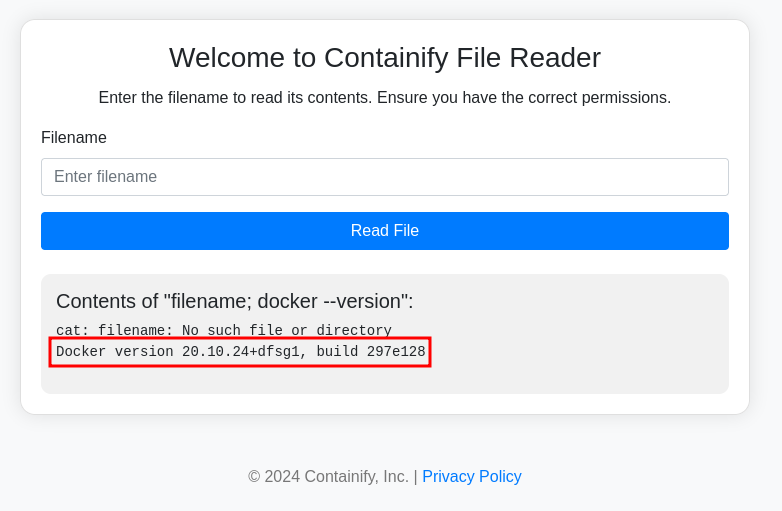 Welcome to Containify File Reader
Enter the filename to read its contents. Ensure you have the correct permissions.
Filename
Enter filename
Read File
Contents of "filename; docker --version":
cat: filename: No such file or directory
Docker version 20.10.24+dfsg1, build 297e128
© 2024 Containify, Inc. | Privacy Policy